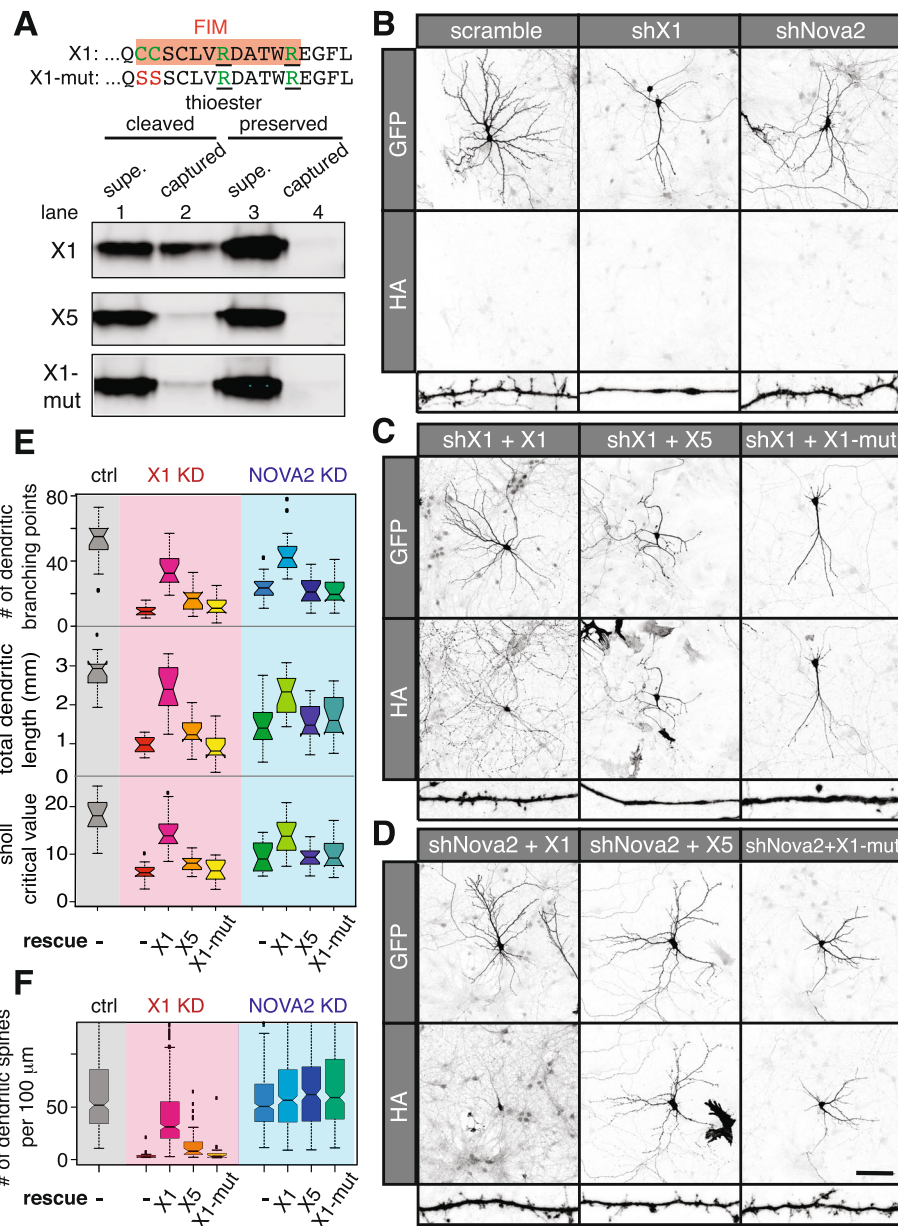 A
FIM
X1: ...QCCSCLVRDATWREGFL
X1-mut: ...QSSSCLVRDATWREGFL
thioester
cleaved preserved
supe. captured supe. captured
lane 1 2 3 4
X1
X5
X1-
mut
B
scramble shX1 shNova2
GFP
HA
C
shX1 + X1 shX1 + X5 shX1 + X1-mut
GFP
HA
D
shNova2 + X1 shNova2 + X5 shNova2+X1-mut
GFP
HA
E
ctrl X1 KD NOVA2 KD
# of dendritic
branching points
80
40
0
total dendritic
length (mm)
3
2
1
0
sholl
critical value
20
10
0
rescue - - X1 X5 X1-mut - X1 X5 X1-mut
F
ctrl X1 KD NOVA2 KD
# of dendritic spines
per 100 μm
50
0
rescue - - X1 X5 X1-mut - X1 X5 X1-mut